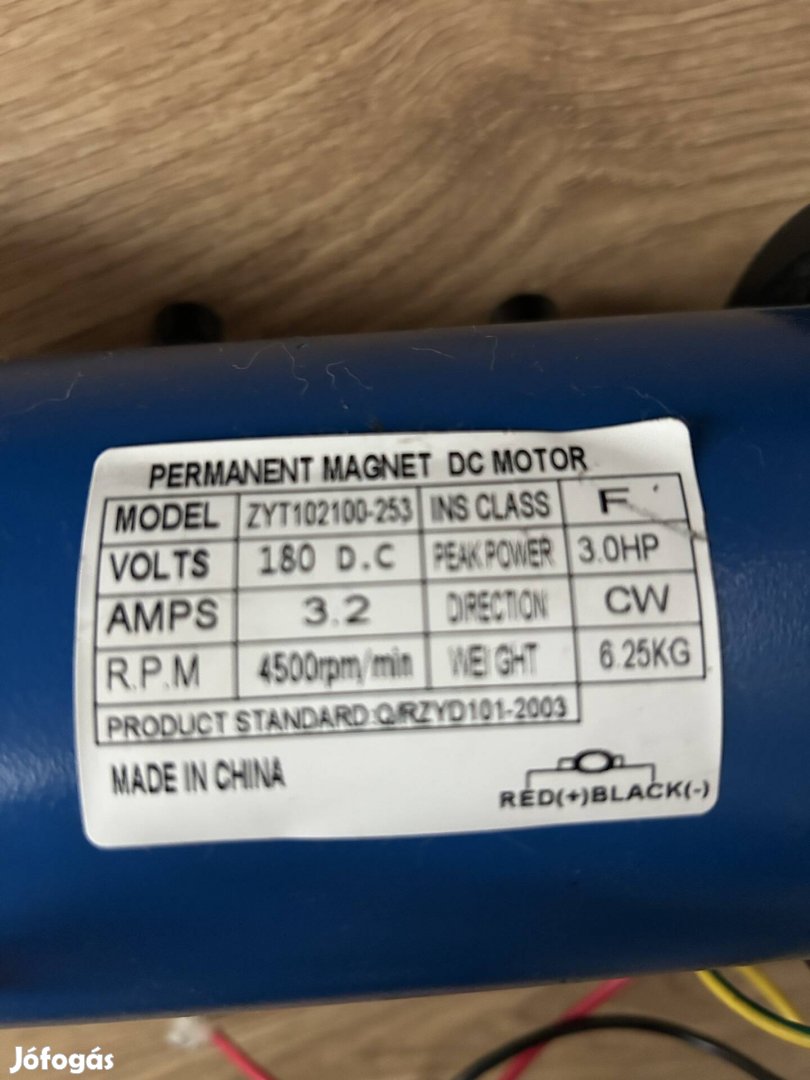 PERMANENT MAGNET DC MOTOR
MODEL ZYT102100-253 INS CLASS F
VOLTS 180 D.C PEAK POWER 3.0HP
AMPS 3.2 DIRECTION CW
R.P.M 4500rpm/min WEIGHT 6.25KG
PRODUCT STANDARD:Q/RZYD101-2003
MADE IN CHINA
RED(+)BLACK(-)
Jófogás